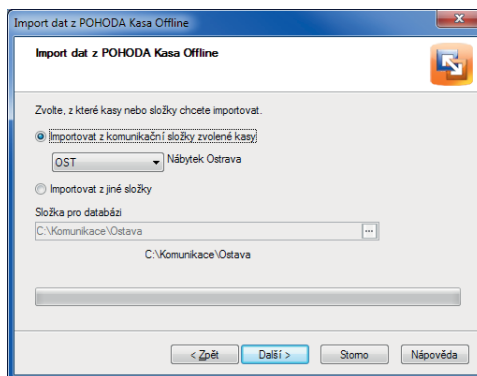 Import dat z POHODA Kasa Offline
Import dat z POHODA Kasa Offline
Zvolte, z které kasy nebo složky chcete importovat.
Importovat z komunikační složky zvolené kasy
OST Nábytek Ostrava
Importovat z jiné složky
Složka pro databázi
C:\Komunikace\Ostava ...
C:\Komunikace\Ostava
< Zpět Další > Storno Nápověda